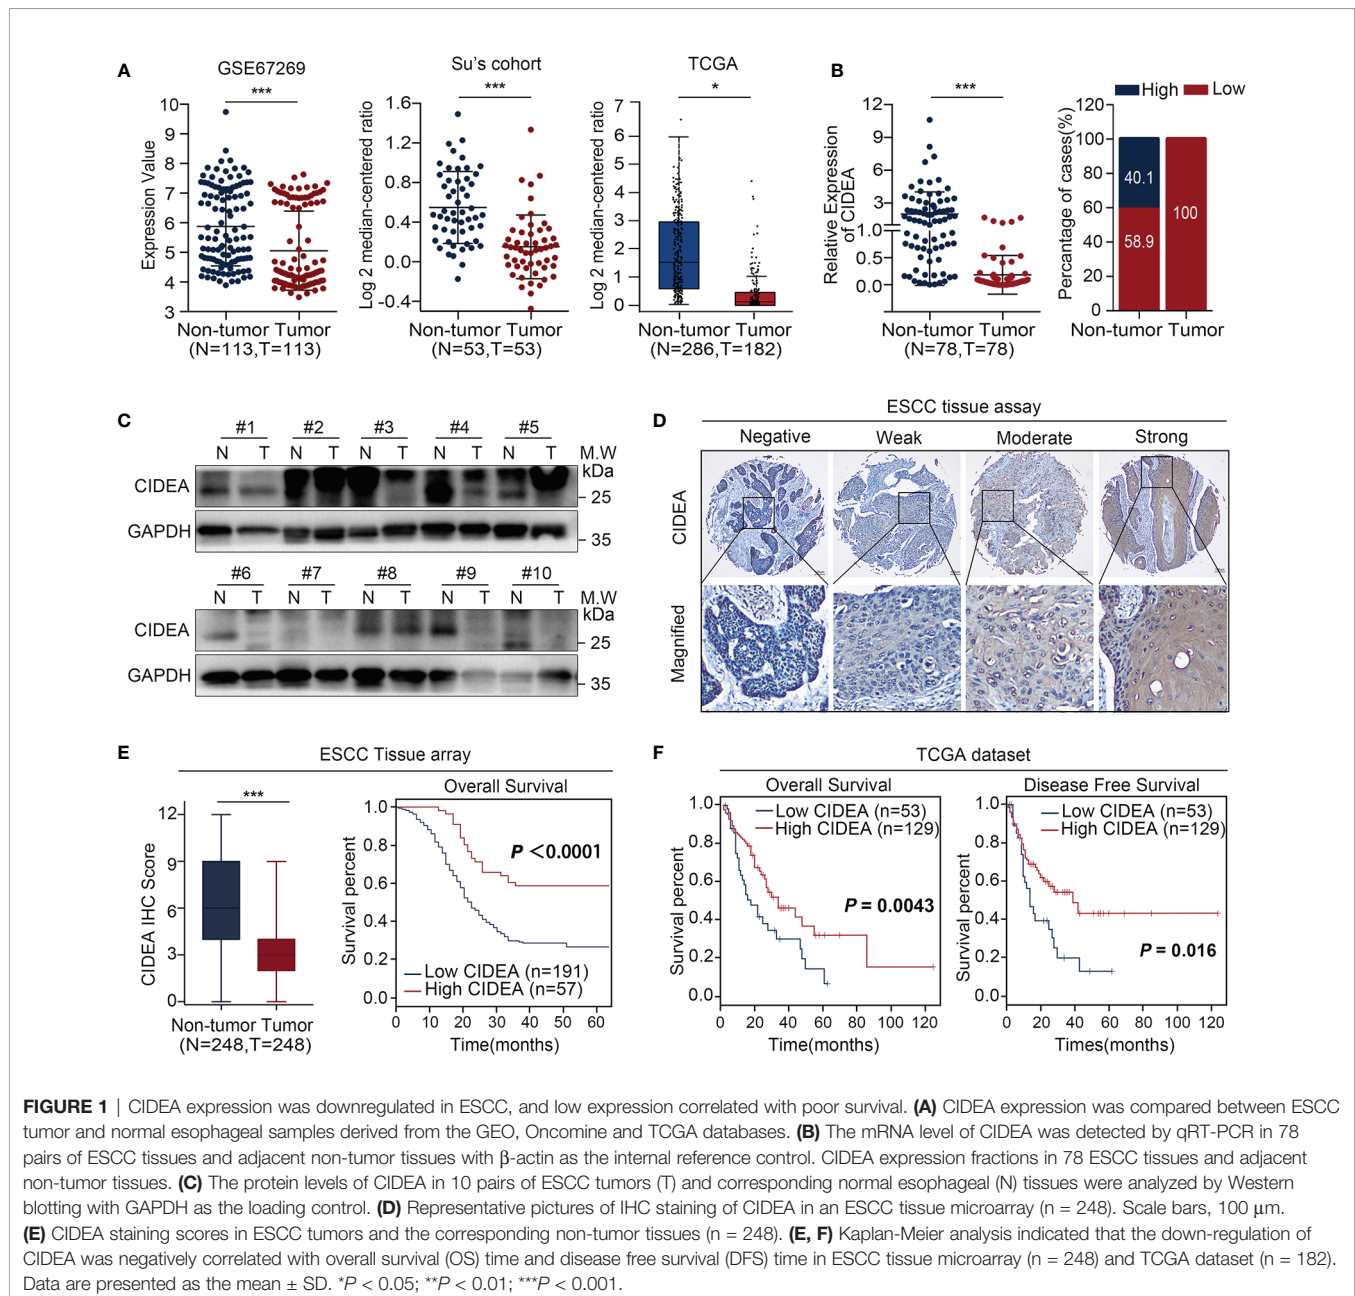 A
GSE67269
***
Expression Value
10
9
8
7
6
5
4
3
Non-tumor Tumor
(N=113,T=113)
Su's cohort
***
Log 2 median-centered ratio
1.6
1.2
0.8
0.4
0.0
-0.4
Non-tumor Tumor
(N=53,T=53)
TCGA
*
Log 2 median-centered ratio
7
6
5
4
3
2
1
0
Non-tumor Tumor
(N=286,T=182)
B
***
Relative Expression
of CIDEA
12
9
6
3
1.0
0.5
0.0
Non-tumor Tumor
(N=78,T=78)
High Low
Percantage of cases(%)
120
100
80
60
40
20
0
40.1
58.9
100
Non-tumor Tumor
C
#1 #2 #3 #4 #5
N T N T N T N T N T M.W
kDa
CIDEA
25
GAPDH
35
#6 #7 #8 #9 #10
N T N T N T N T N T M.W
kDa
CIDEA
25
GAPDH
35
D
ESCC tissue assay
Negative Weak Moderate Strong
CIDEA
Magnified
E
ESCC Tissue array
***
CIDEA IHC Score
12
9
6
3
0
Non-tumor Tumor
(N=248,T=248)
Overall Survival
Survival percent
1.0
0.8
0.6
0.4
0.2
0.0
P <0.0001
Low CIDEA (n=191)
High CIDEA (n=57)
0 10 20 30 40 50 60
Time(months)
F
TCGA dataset
Overall Survival
Survival percent
1.0
0.8
0.6
0.4
0.2
0.0
Low CIDEA (n=53)
High CIDEA (n=129)
P = 0.0043
0 20 40 60 80 100 120
Time(months)
Disease Free Survival
Survival percent
1.0
0.8
0.6
0.4
0.2
0.0
Low CIDEA (n=53)
High CIDEA (n=129)
P = 0.016
0 20 40 60 80 100 120
Times(months)
FIGURE 1 | CIDEA expression was downregulated in ESCC, and low expression correlated with poor survival. (A) CIDEA expression was compared between ESCC
tumor and normal esophageal samples derived from the GEO, Oncomine and TCGA databases. (B) The mRNA level of CIDEA was detected by qRT-PCR in 78
pairs of ESCC tissues and adjacent non-tumor tissues with β-actin as the internal reference control. CIDEA expression fractions in 78 ESCC tissues and adjacent
non-tumor tissues. (C) The protein levels of CIDEA in 10 pairs of ESCC tumors (T) and corresponding normal esophageal (N) tissues were analyzed by Western
blotting with GAPDH as the loading control. (D) Representative pictures of IHC staining of CIDEA in an ESCC tissue microarray (n = 248). Scale bars, 100 μm.
(E) CIDEA staining scores in ESCC tumors and the corresponding non-tumor tissues (n = 248). (E, F) Kaplan-Meier analysis indicated that the down-regulation of
CIDEA was negatively correlated with overall survival (OS) time and disease free survival (DFS) time in ESCC tissue microarray (n = 248) and TCGA dataset (n = 182).
Data are presented as the mean ± SD. *P < 0.05; **P < 0.01; ***P < 0.001.